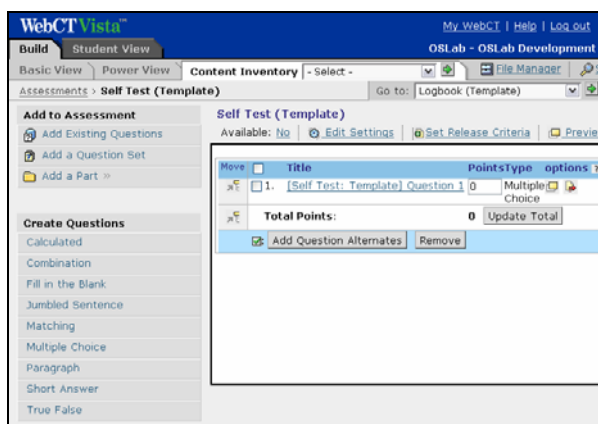 WebCT Vista™
My WebCT | Help | Log out
Build Student View
OSLab - OSLab Development
Basic View Power View Content Inventory - Select - File Manager
Assessments › Self Test (Template) Go to: Logbook (Template)
Add to Assessment
Add Existing Questions
Add a Question Set
Add a Part »
Create Questions
Calculated
Combination
Fill in the Blank
Jumbled Sentence
Matching
Multiple Choice
Paragraph
Short Answer
True False
Self Test (Template)
Available: No Edit Settings Set Release Criteria Previe
Move Title Points Type options ?
1. [Self Test: Template] Question 1 0 Multiple
Choice
Total Points: 0 Update Total
Add Question Alternates Remove